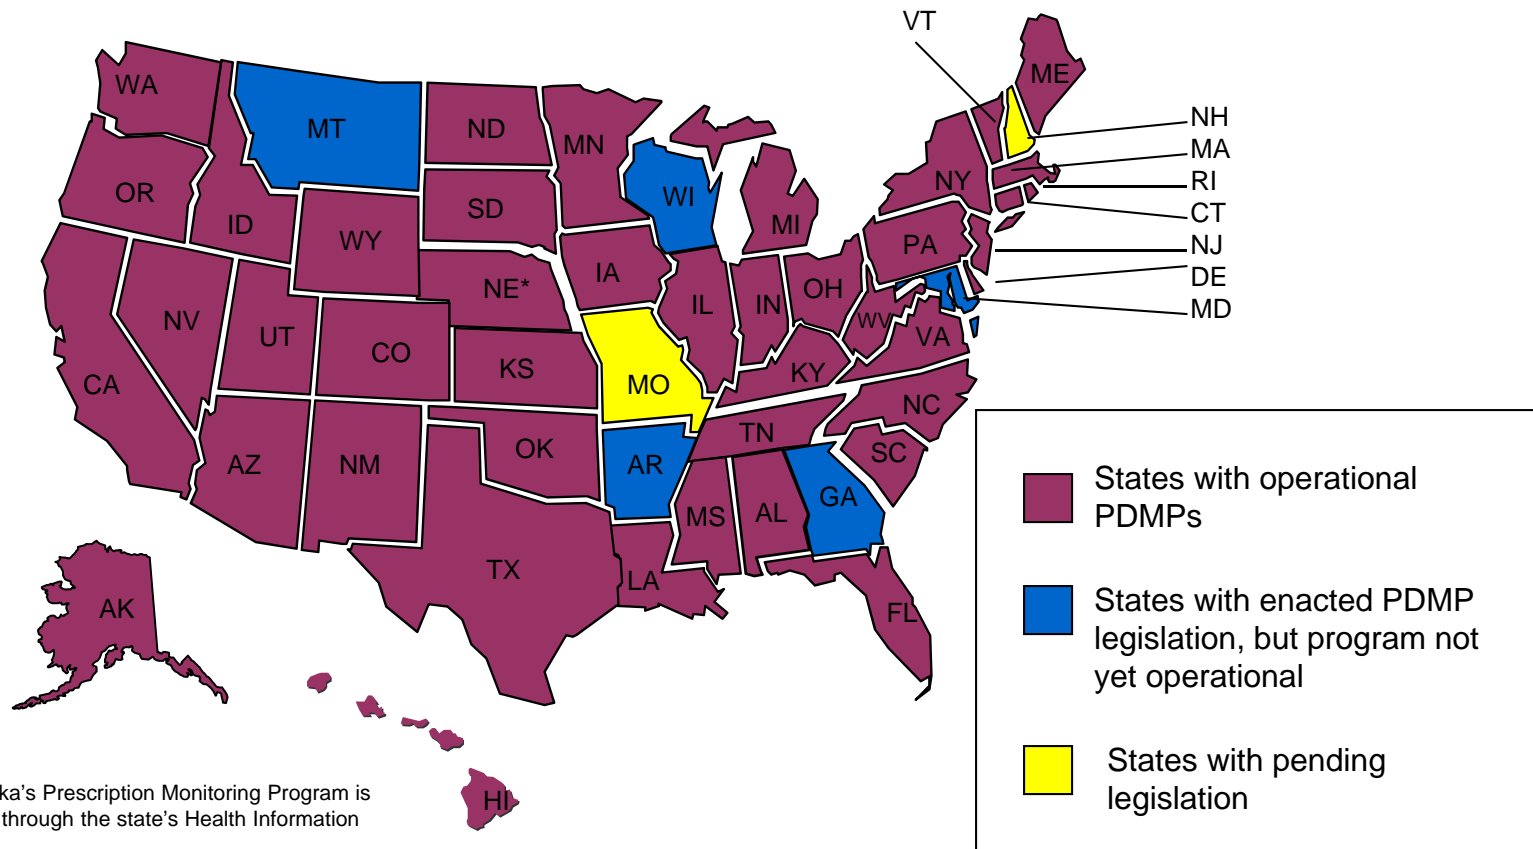 VT
WA
ME
MT
ND
MN
NH
MA
OR
ID
SD
WI
NY
RI
WY
MI
CT
PA
NJ
NE*
IA
OH
DE
NV
IL
IN
WV
MD
UT
CO
VA
CA
KS
MO
KY
NC
AZ
NM
OK
AR
TN
SC
MS
AL
GA
TX
LA
FL
AK
HI
States with operational
PDMPs
States with enacted PDMP
legislation, but program not
yet operational
States with pending
legislation
ka's Prescription Monitoring Program is
through the state's Health Information